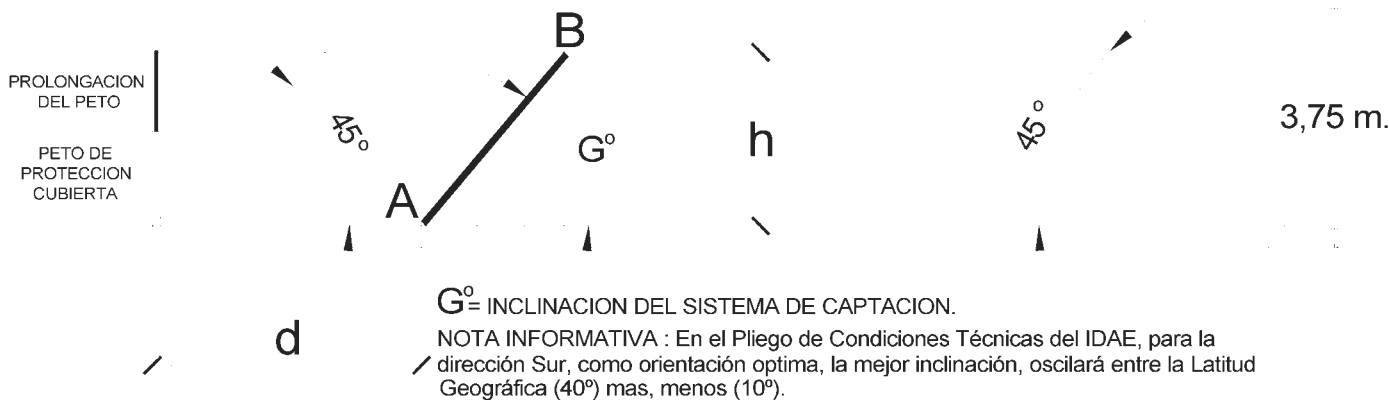 PROLONGACION
DEL PETO
PETO DE
PROTECCION
CUBIERTA
45º
A
B
Gº
h
45º
3,75 m.
d
Gº= INCLINACION DEL SISTEMA DE CAPTACION.
NOTA INFORMATIVA : En el Pliego de Condiciones Técnicas del IDAE, para la
dirección Sur, como orientación optima, la mejor inclinación, oscilará entre la Latitud
Geográfica (40º) mas, menos (10º).